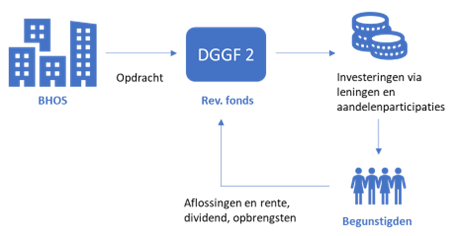 DGGF 2
Opdracht
BHOS
Rev. fonds
Investeringen via
leningen en
aandelenparticipaties
Aflossingen en rente,
dividend, opbrengsten
Begunstigden